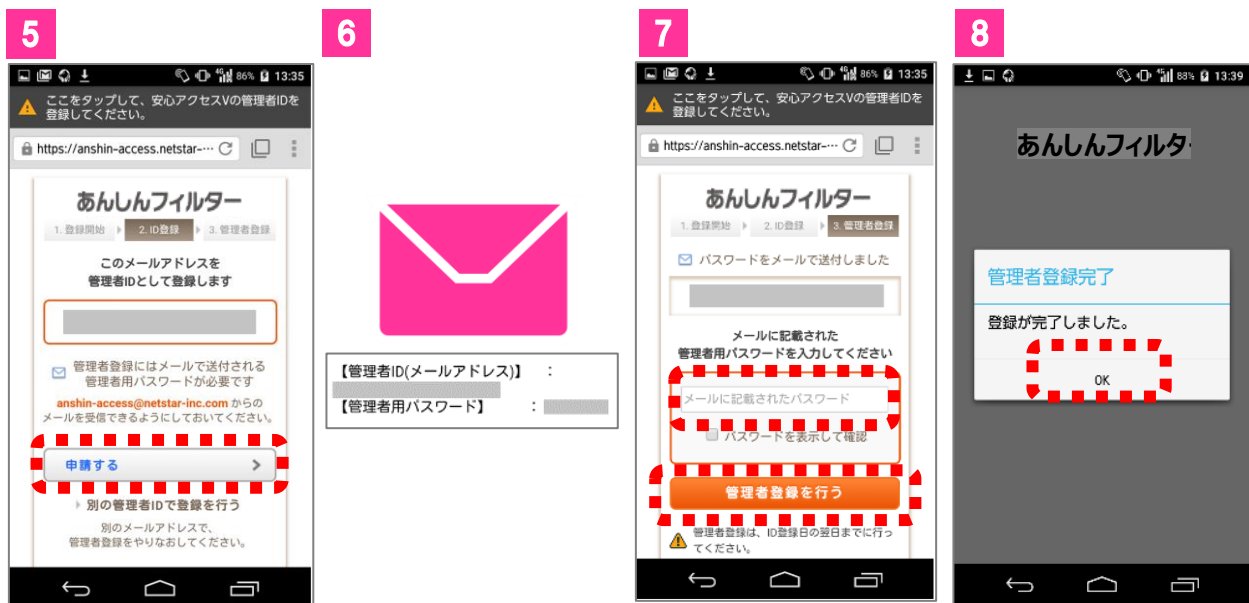 5
86% 13:35
ここをタップして、安心アクセスVの管理者IDを
登録してください。
https://anshin-access.netstar-…
あんしんフィルター
1. 登録開始 2. ID登録 3. 管理者登録
このメールアドレスを
管理者IDとして登録します
管理者登録にはメールで送付される
管理者用パスワードが必要です
anshin-access@netstar-inc.com からの
メールを受信できるようにしておいてください。
申請する
別の管理者IDで登録を行う
別のメールアドレスで、
管理者登録をやりなおしてください。
6
【管理者ID(メールアドレス)】 :
【管理者用パスワード】 :
7
4G 86% 13:35
ここをタップして、安心アクセスVの管理者IDを
登録してください。
https://anshin-access.netstar-…
あんしんフィルター
1. 登録開始 2. ID登録 3. 管理者登録
パスワードをメールで送付しました
メールに記載された
管理者用パスワードを入力してください
メールに記載されたパスワード
パスワードを表示して確認
管理者登録を行う
管理者登録は、ID登録日の翌日までに行っ
てください。
8
4G 88% 13:39
あんしんフィルタ
管理者登録完了
登録が完了しました。
OK